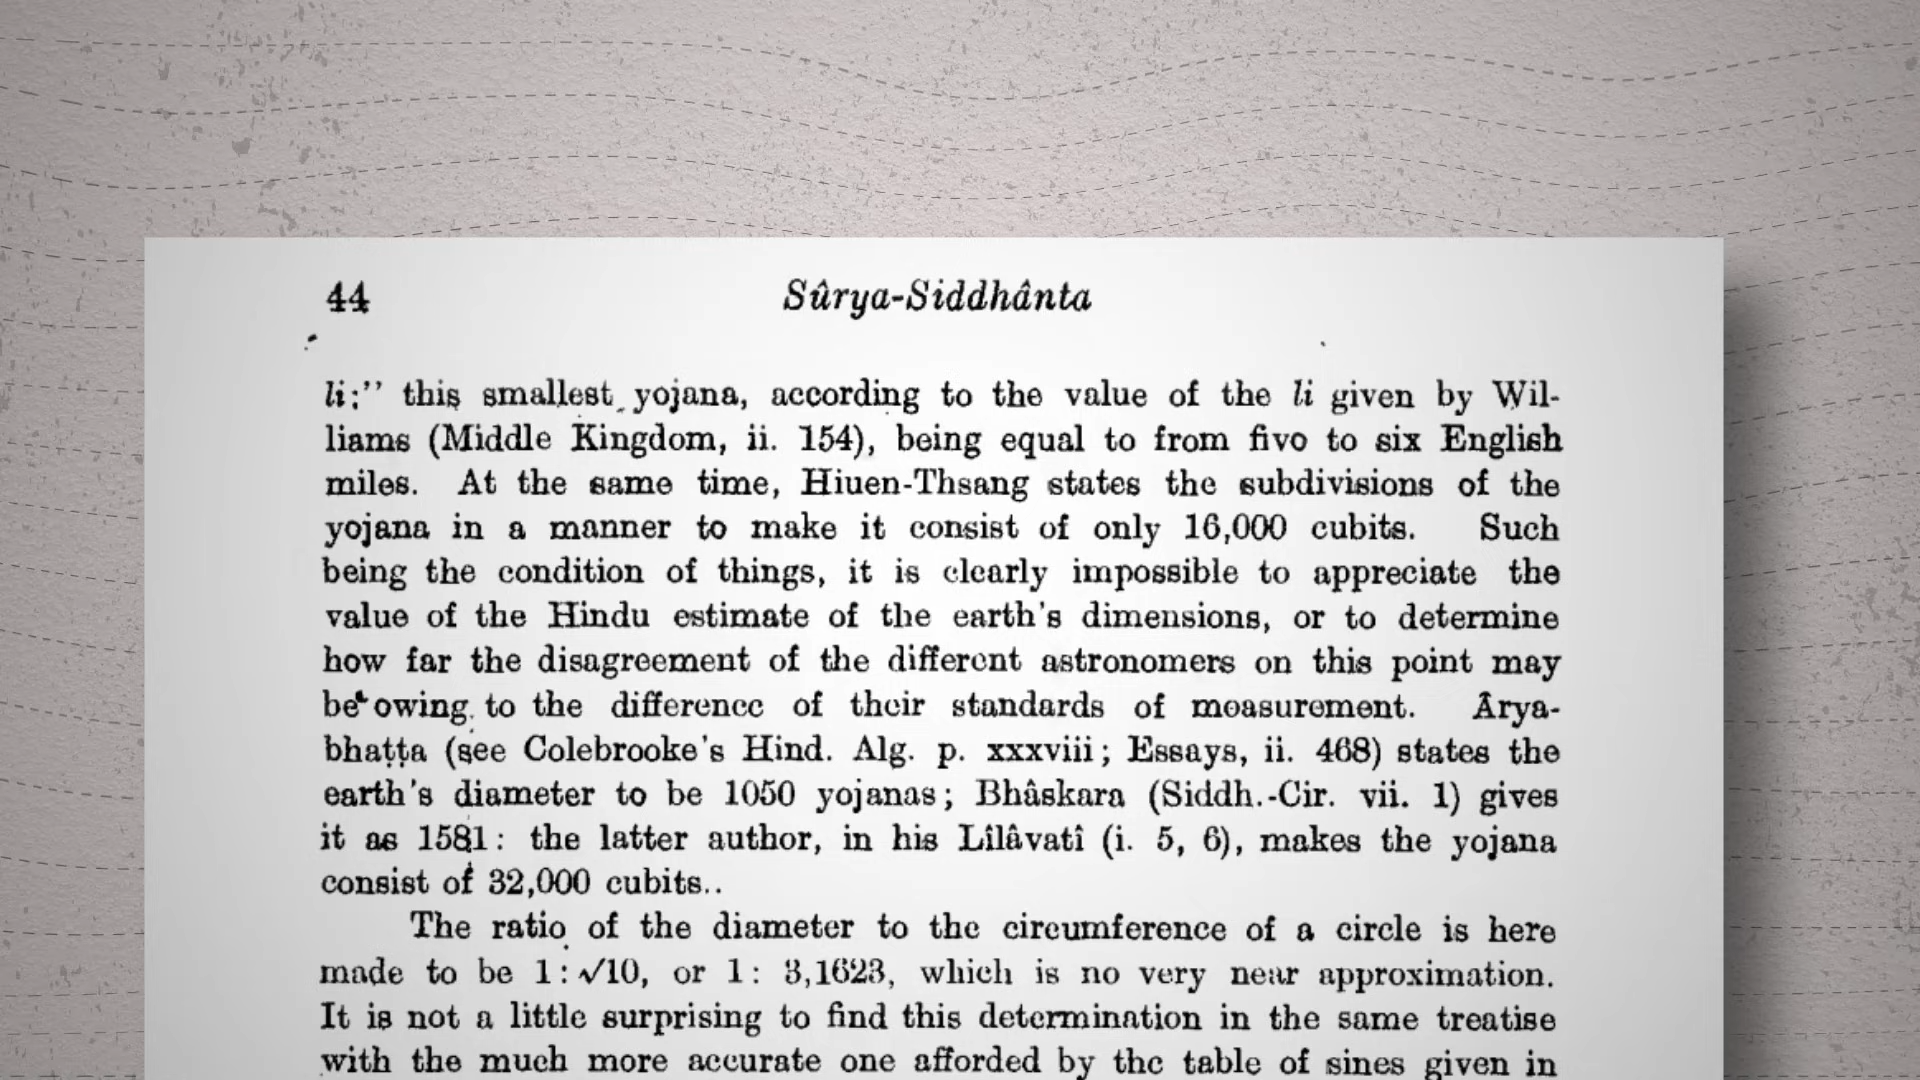 44
Sûrya-Siddhânta
li;’’ this smallest yojana, according to the value of the li given by Wil-
liams (Middle Kingdom, ii. 154), being equal to from fivo to six English
miles. At the same time, Hiuen-Thsang states the subdivisions of the
yojana in a manner to make it consist of only 16,000 cubits. Such
being the condition of things, it is clearly impossible to appreciate the
value of the Hindu estimate of the earth's dimensions, or to determine
how far the disagreement of the different astronomers on this point may
be owing to the difference of their standards of measurement. Ârya-
bhaṭṭa (see Colebrooke's Hind. Alg. p. xxxviii; Essays, ii. 468) states the
earth's diameter to be 1050 yojanas; Bhâskara (Siddh.-Çir. vii. 1) gives
it as 1581: the latter author, in his Lîlâvatî (i. 5, 6), makes the yojana
consist of 32,000 cubits..
The ratio of the diameter to the circumference of a circle is here
made to be 1:√10, or 1: 3,1623, which is no very near approximation.
It is not a little surprising to find this determination in the same treatise
with the much more accurate one afforded by the table of sines given in